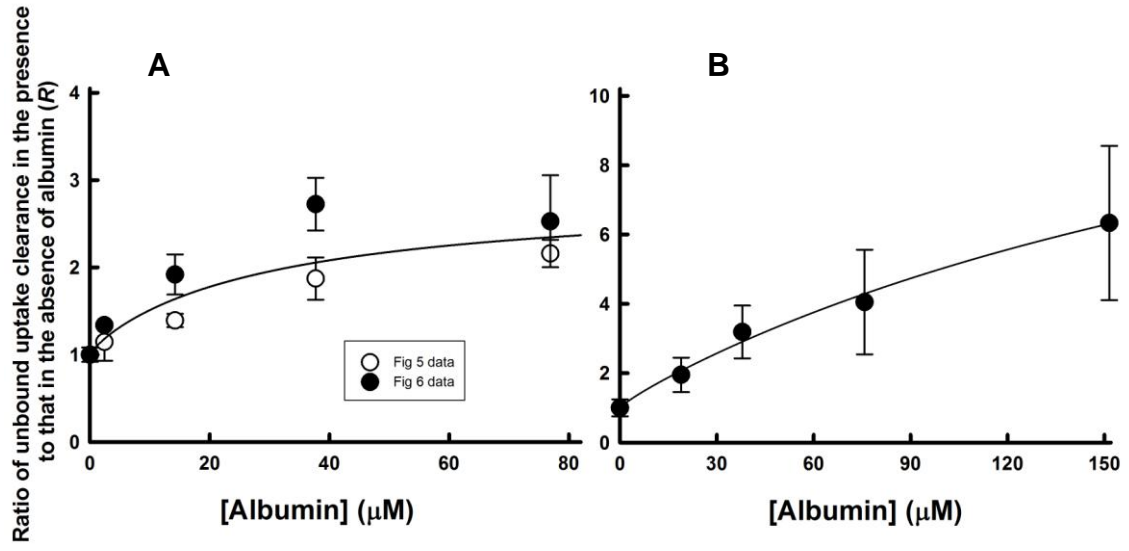 Ratio of unbound uptake clearance in the presence
to that in the absence of albumin (R)
A
4
3
2
1
0
0 20 40 60 80
[Albumin] (μM)
Fig 5 data
Fig 6 data
B
10
8
6
4
2
0
0 30 60 90 120 150
[Albumin] (μM)